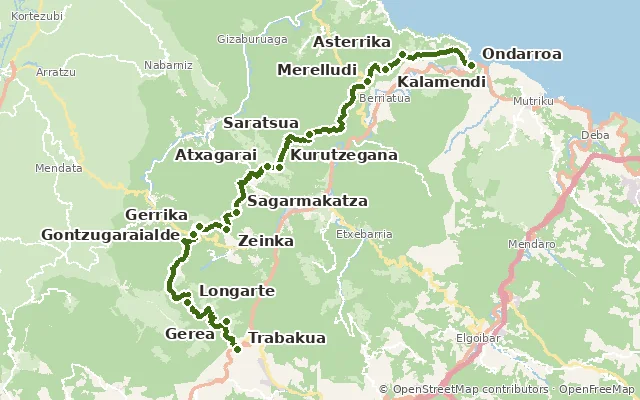 Kortezubi
Gizaburuaga
Asterrika
Ondarroa
Nabarniz
Arratzu
Merelludi
Kalamendi
Berriatua
Mutriku
Saratsua
Deba
Atxagarai
Kurutzegana
Mendata
Sagarmakatza
Gerrika
Gontzugaraialde
Zeinka
Etxebarria
Mendaro
Longarte
Gerea
Trabakua
Elgoibar
© OpenStreetMap contributors - OpenFreeMap